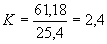 K = 61,18 / 25,4 = 2,4